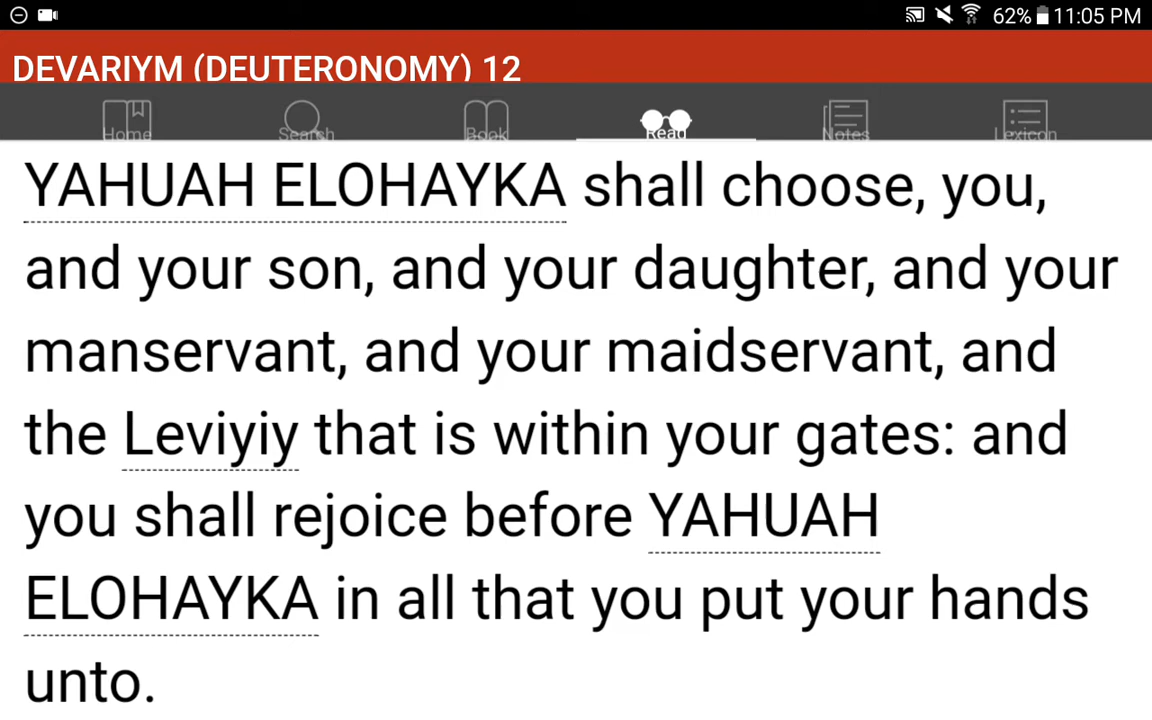 62% 11:05 PM
DEVARIYM (DEUTERONOMY) 12
Home Search Book Read Notes Lexicon
YAHUAH ELOHAYKA shall choose, you,
and your son, and your daughter, and your
manservant, and your maidservant, and
the Leviyiy that is within your gates: and
you shall rejoice before YAHUAH
ELOHAYKA in all that you put your hands
unto.